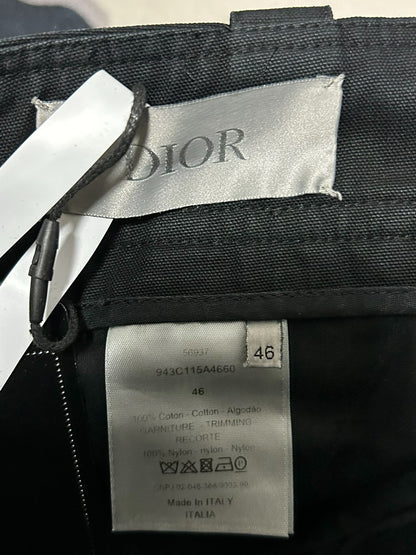 DIOR
56937
46
943C115A4660
46
100% Coton - Cotton - Algodão
GARNITURE - TRIMMING
RECORTE
100% Nylon - nylon - Nylon
Made In ITALY
ITALIA